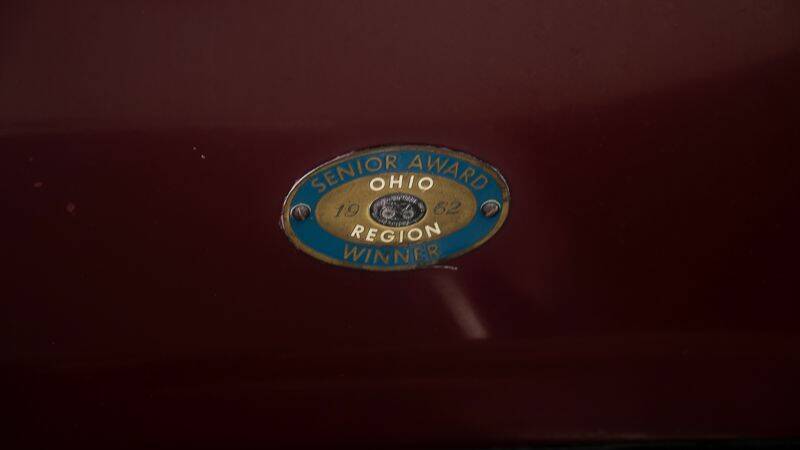 SENIOR AWARD
OHIO
19 62
REGION
WINNER